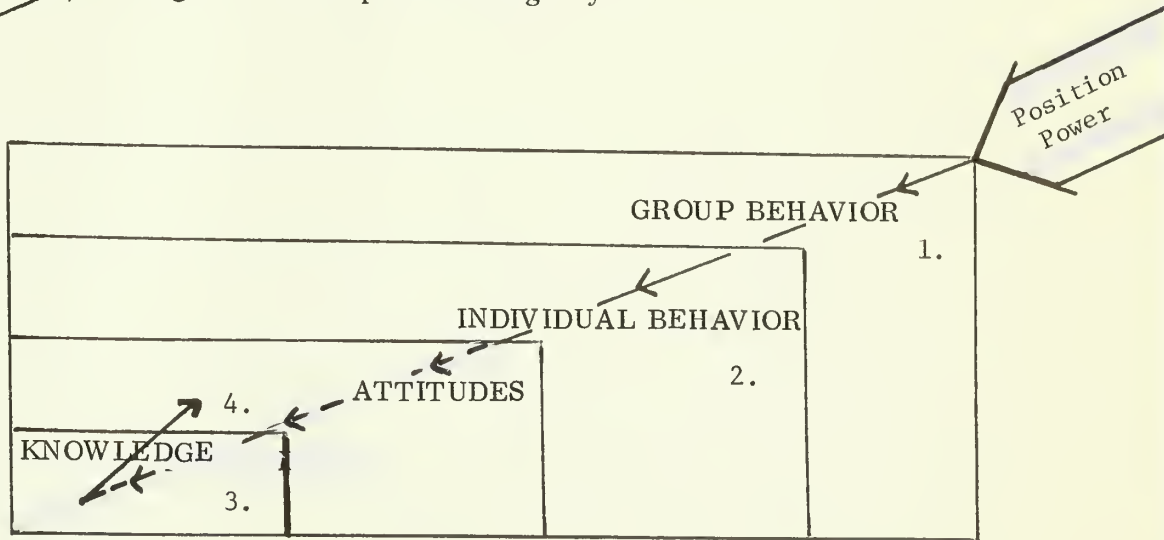 Position
Power
GROUP BEHAVIOR
1.
INDIVIDUAL BEHAVIOR
2.
ATTITUDES
4.
KNOWLEDGE
3.